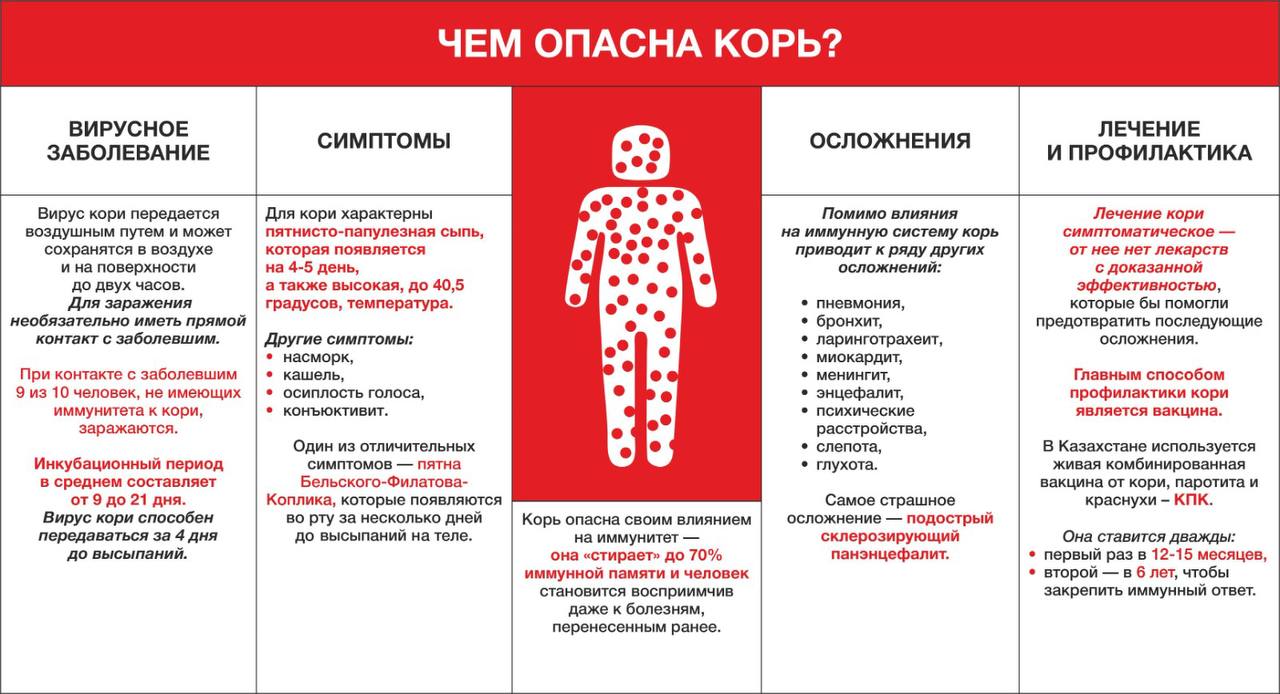 ЧЕМ ОПАСНА КОРЬ?
ВИРУСНОЕ
ЗАБОЛЕВАНИЕ
Вирус кори передается
воздушным путем и может
сохранятся в воздухе
и на поверхности
до двух часов.
Для заражения
необязательно иметь прямой
контакт с заболевшим.
При контакте с заболевшим
9 из 10 человек, не имеющих
иммунитета к кори,
заражаются.
Инкубационный период
в среднем составляет
от 9 до 21 дня.
Вирус кори способен
передаваться за 4 дня
до высыпаний.
СИМПТОМЫ
Для кори характерны
пятнисто-папулезная сыпь,
которая появляется
на 4-5 день,
а также высокая, до 40,5
градусов, температура.
Другие симптомы:
• насморк,
• кашель,
• осиплость голоса,
• конъюктивит.
Один из отличительных
симптомов — пятна
Бельского-Филатова-
Коплика, которые появляются
во рту за несколько дней
до высыпаний на теле.
Корь опасна своим влиянием
на иммунитет —
она «стирает» до 70%
иммунной памяти и человек
становится восприимчив
даже к болезням,
перенесенным ранее.
ОСЛОЖНЕНИЯ
Помимо влияния
на иммунную систему корь
приводит к ряду других
осложнений:
• пневмония,
• бронхит,
• ларинготрахеит,
• миокардит,
• менингит,
• энцефалит,
• психические
расстройства,
• слепота,
• глухота.
Самое страшное
осложнение — подострый
склерозирующий
панэнцефалит.
ЛЕЧЕНИЕ
И ПРОФИЛАКТИКА
Лечение кори
симптоматическое —
от нее нет лекарств
с доказанной
эффективностью,
которые бы помогли
предотвратить последующие
осложнения.
Главным способом
профилактики кори
является вакцина.
В Казахстане используется
живая комбинированная
вакцина от кори, паротита и
краснухи – КПК.
Она ставится дважды:
• первый раз в 12-15 месяцев,
• второй — в 6 лет, чтобы
закрепить иммунный ответ.